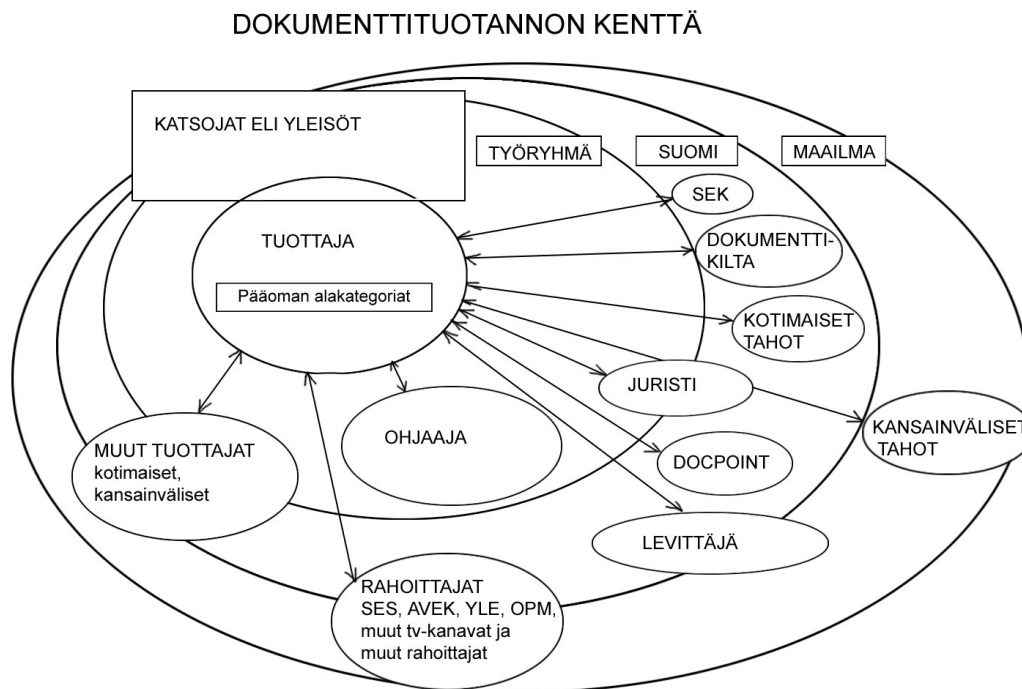 DOKUMENTTITUOTANNON KENTTÄ
KATSOJAT ELI YLEISÖT
TYÖRYHMÄ
SUOMI
MAAILMA
SEK
TUOTTAJA
DOKUMENTTI-
KILTA
Pääoman alakategoriat
KOTIMAISET
TAHOT
JURISTI
KANSAINVÄLISET
TAHOT
OHJAAJA
MUUT TUOTTAJAT
kotimaiset,
kansainväliset
DOCPOINT
LEVITTÄJÄ
RAHOITTAJAT
SES, AVEK, YLE, OPM,
muut tv-kanavat ja
muut rahoittajat